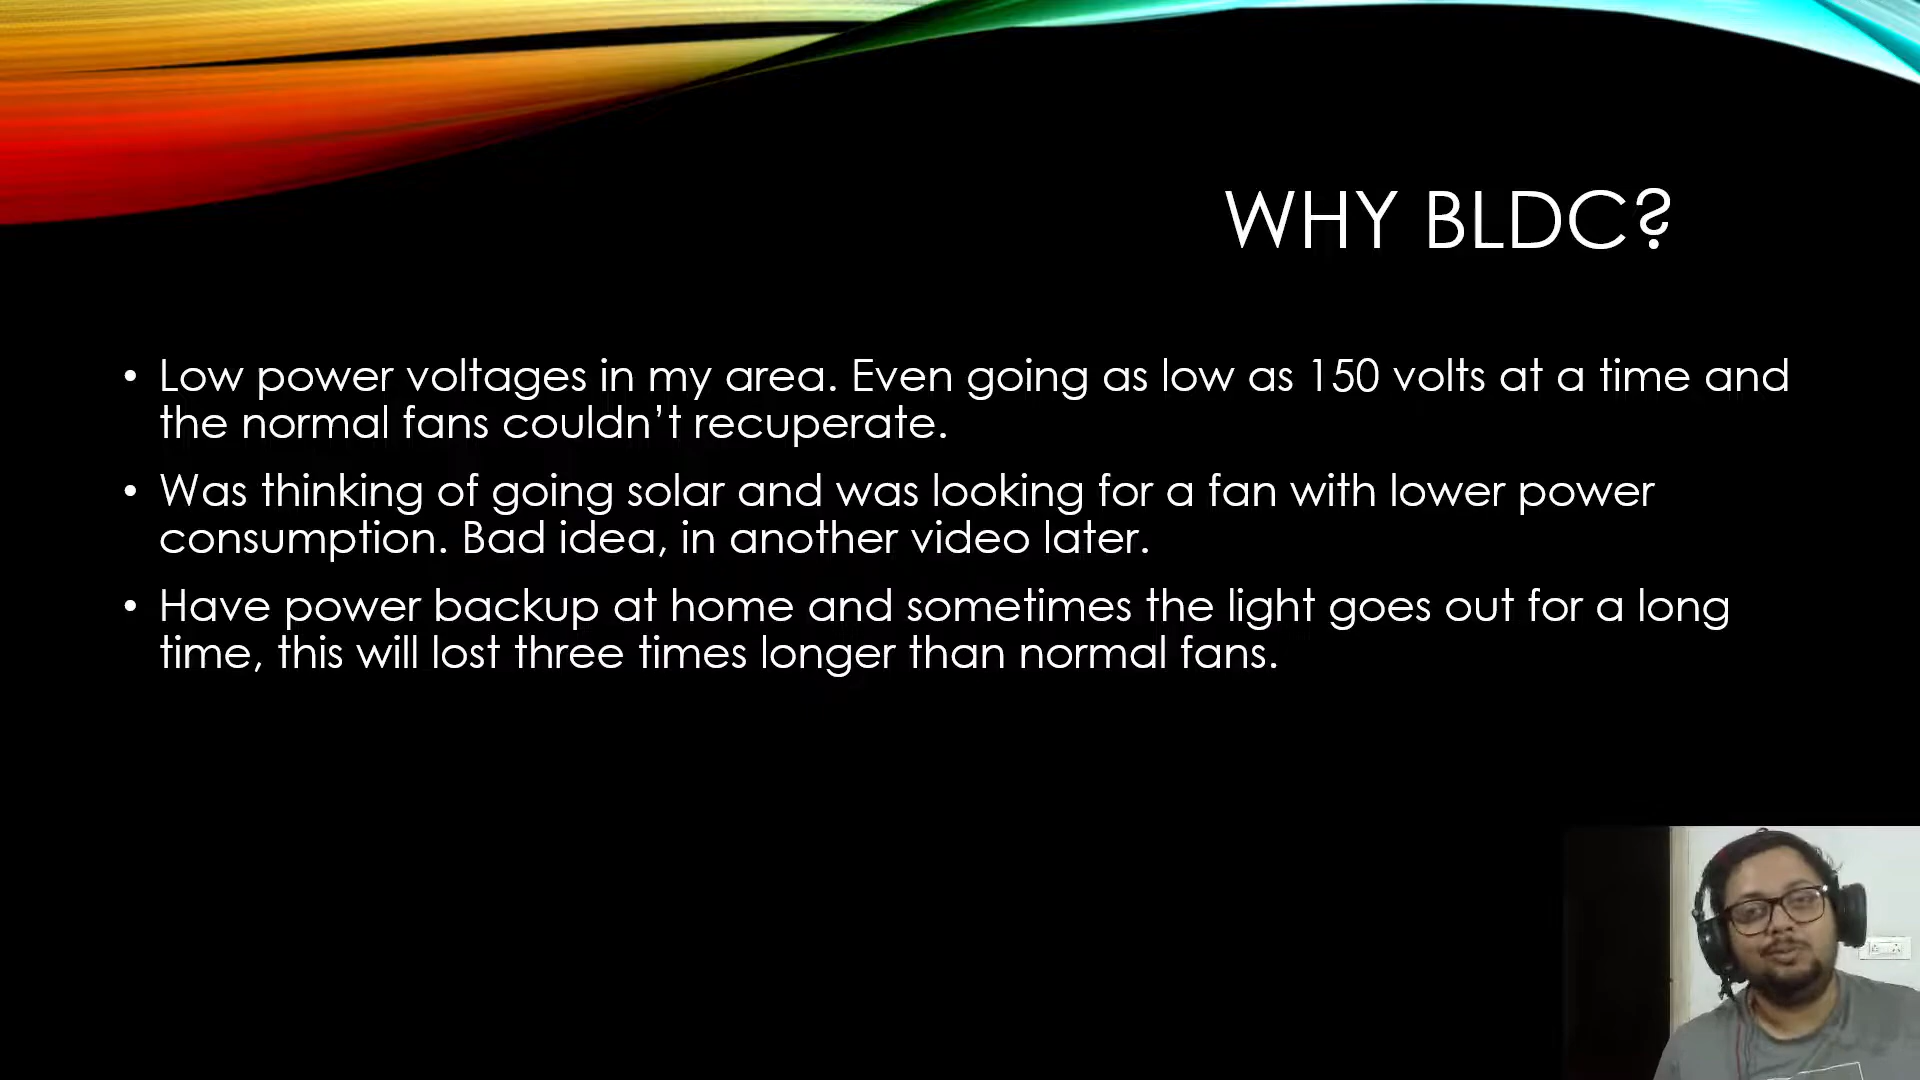 WHY BLDC?
• Low power voltages in my area. Even going as low as 150 volts at a time and
the normal fans couldn’t recuperate.
• Was thinking of going solar and was looking for a fan with lower power
consumption. Bad idea, in another video later.
• Have power backup at home and sometimes the light goes out for a long
time, this will lost three times longer than normal fans.